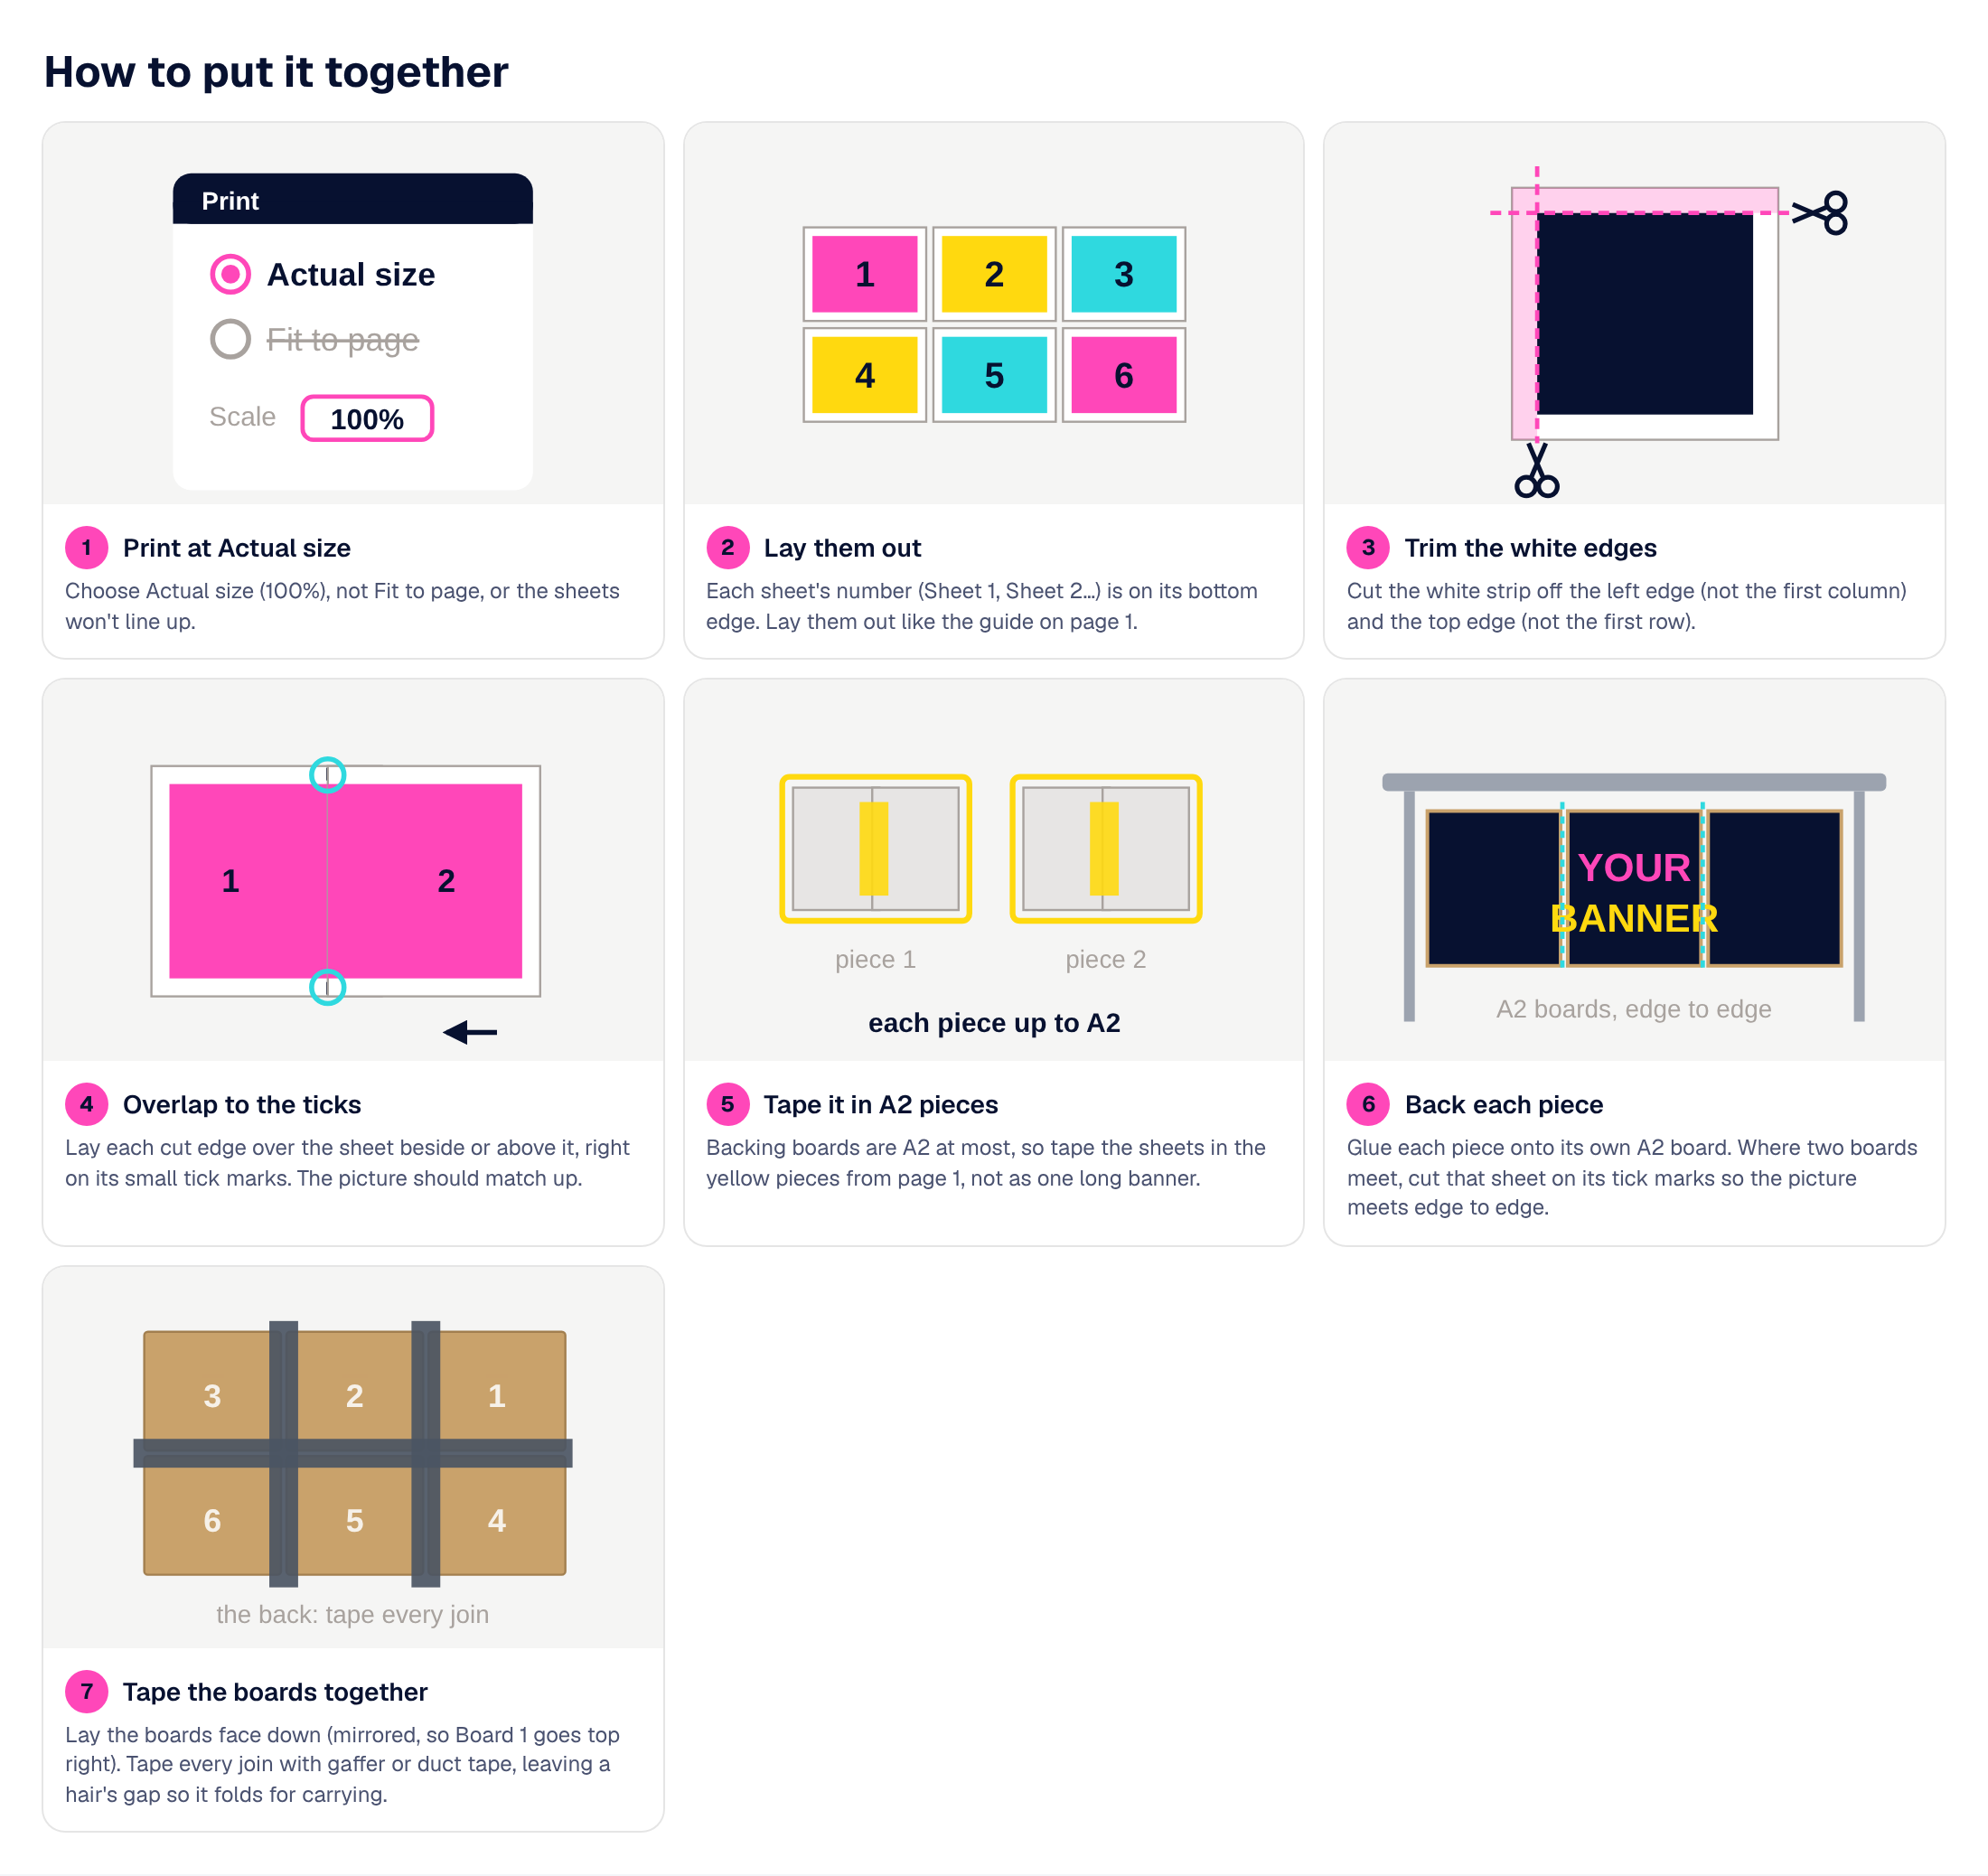 How to put it together
Print
Actual size
Fit to page
Scale
100%
1 Print at Actual size
Choose Actual size (100%), not Fit to page, or the sheets
won't line up.
1 2 3
4 5 6
2 Lay them out
Each sheet's number (Sheet 1, Sheet 2...) is on its bottom
edge. Lay them out like the guide on page 1.
3 Trim the white edges
Cut the white strip off the left edge (not the first column)
and the top edge (not the first row).
1 2
4 Overlap to the ticks
Lay each cut edge over the sheet beside or above it, right
on its small tick marks. The picture should match up.
piece 1 piece 2
each piece up to A2
5 Tape it in A2 pieces
Backing boards are A2 at most, so tape the sheets in the
yellow pieces from page 1, not as one long banner.
YOUR
BANNER
A2 boards, edge to edge
6 Back each piece
Glue each piece onto its own A2 board. Where two boards
meet, cut that sheet on its tick marks so the picture
meets edge to edge.
3 2 1
6 5 4
the back: tape every join
7 Tape the boards together
Lay the boards face down (mirrored, so Board 1 goes top
right). Tape every join with gaffer or duct tape, leaving a
hair's gap so it folds for carrying.